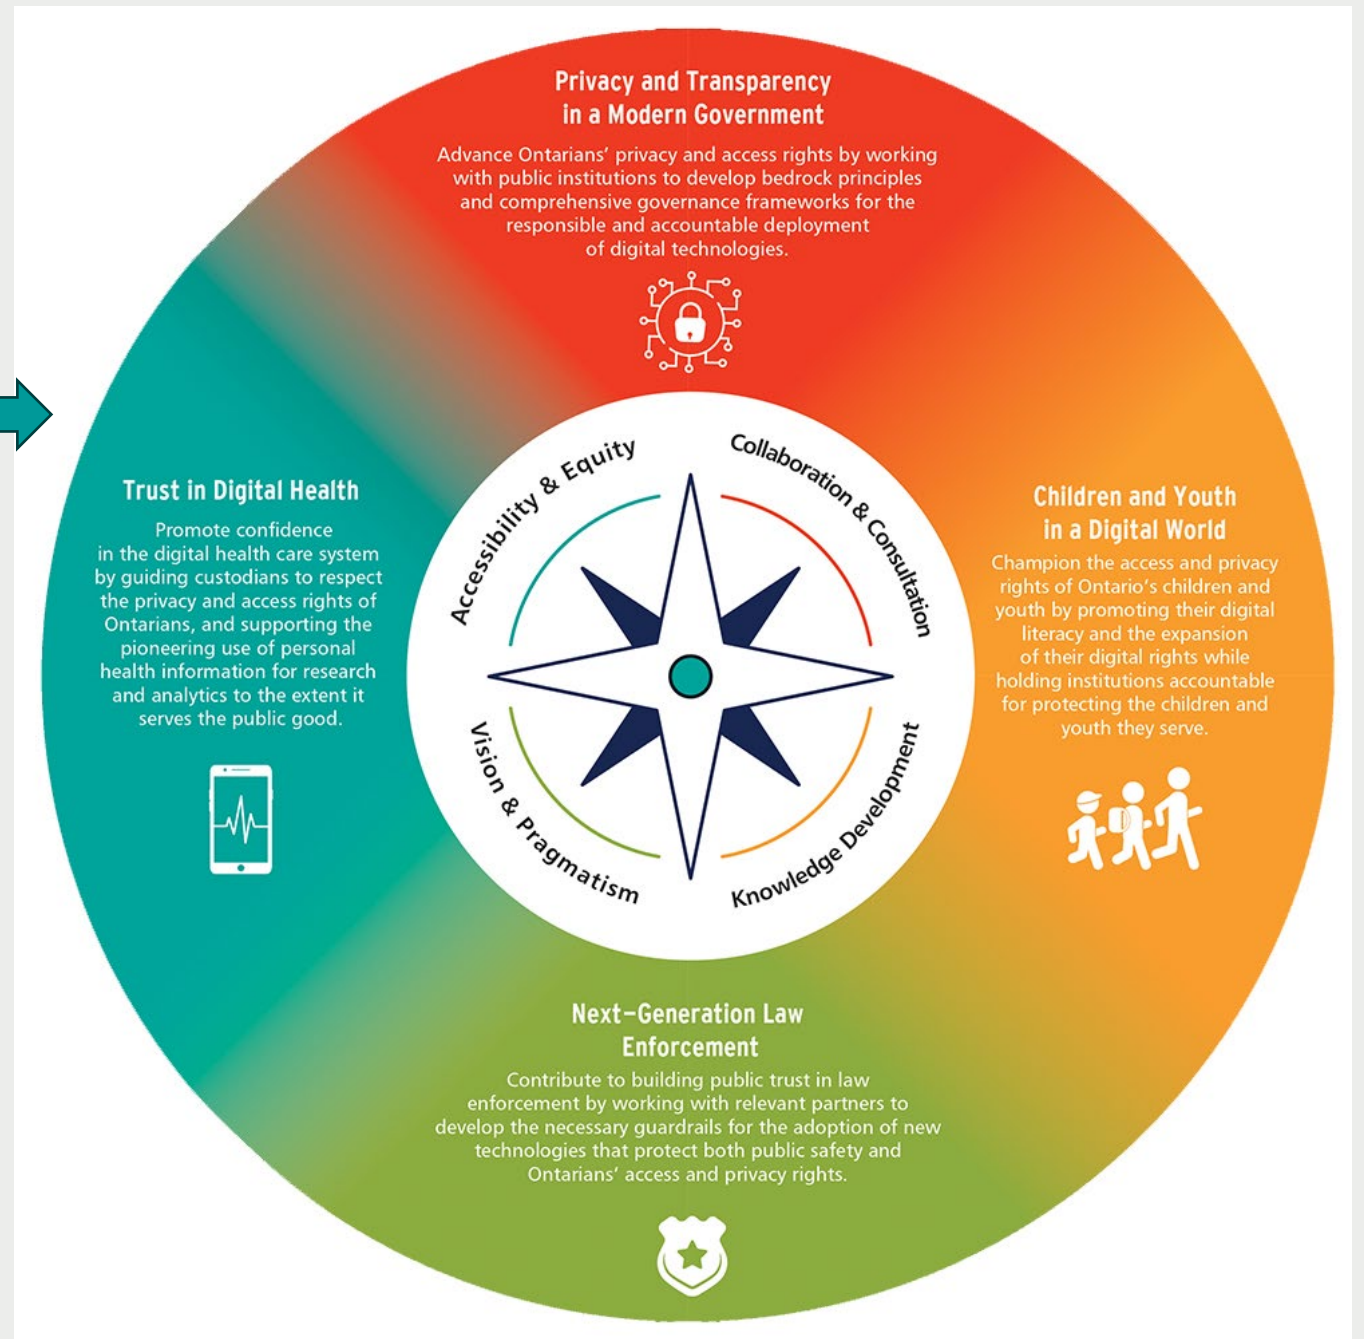 Privacy and Transparency
in a Modern Government
Advance Ontarians’ privacy and access rights by working
with public institutions to develop bedrock principles
and comprehensive governance frameworks for the
responsible and accountable deployment
of digital technologies.
Accessibility & Equity
Collaboration & Consultation
Trust in Digital Health
Promote confidence
in the digital health care system
by guiding custodians to respect
the privacy and access rights of
Ontarians, and supporting the
pioneering use of personal
health information for research
and analytics to the extent it
serves the public good.
Children and Youth
in a Digital World
Champion the access and privacy
rights of Ontario’s children and
youth by promoting their digital
literacy and the expansion
of their digital rights while
holding institutions accountable
for protecting the children and
youth they serve.
Vision & Pragmatism
Knowledge Development
Next-Generation Law
Enforcement
Contribute to building public trust in law
enforcement by working with relevant partners to
develop the necessary guardrails for the adoption of new
technologies that protect both public safety and
Ontarians’ access and privacy rights.